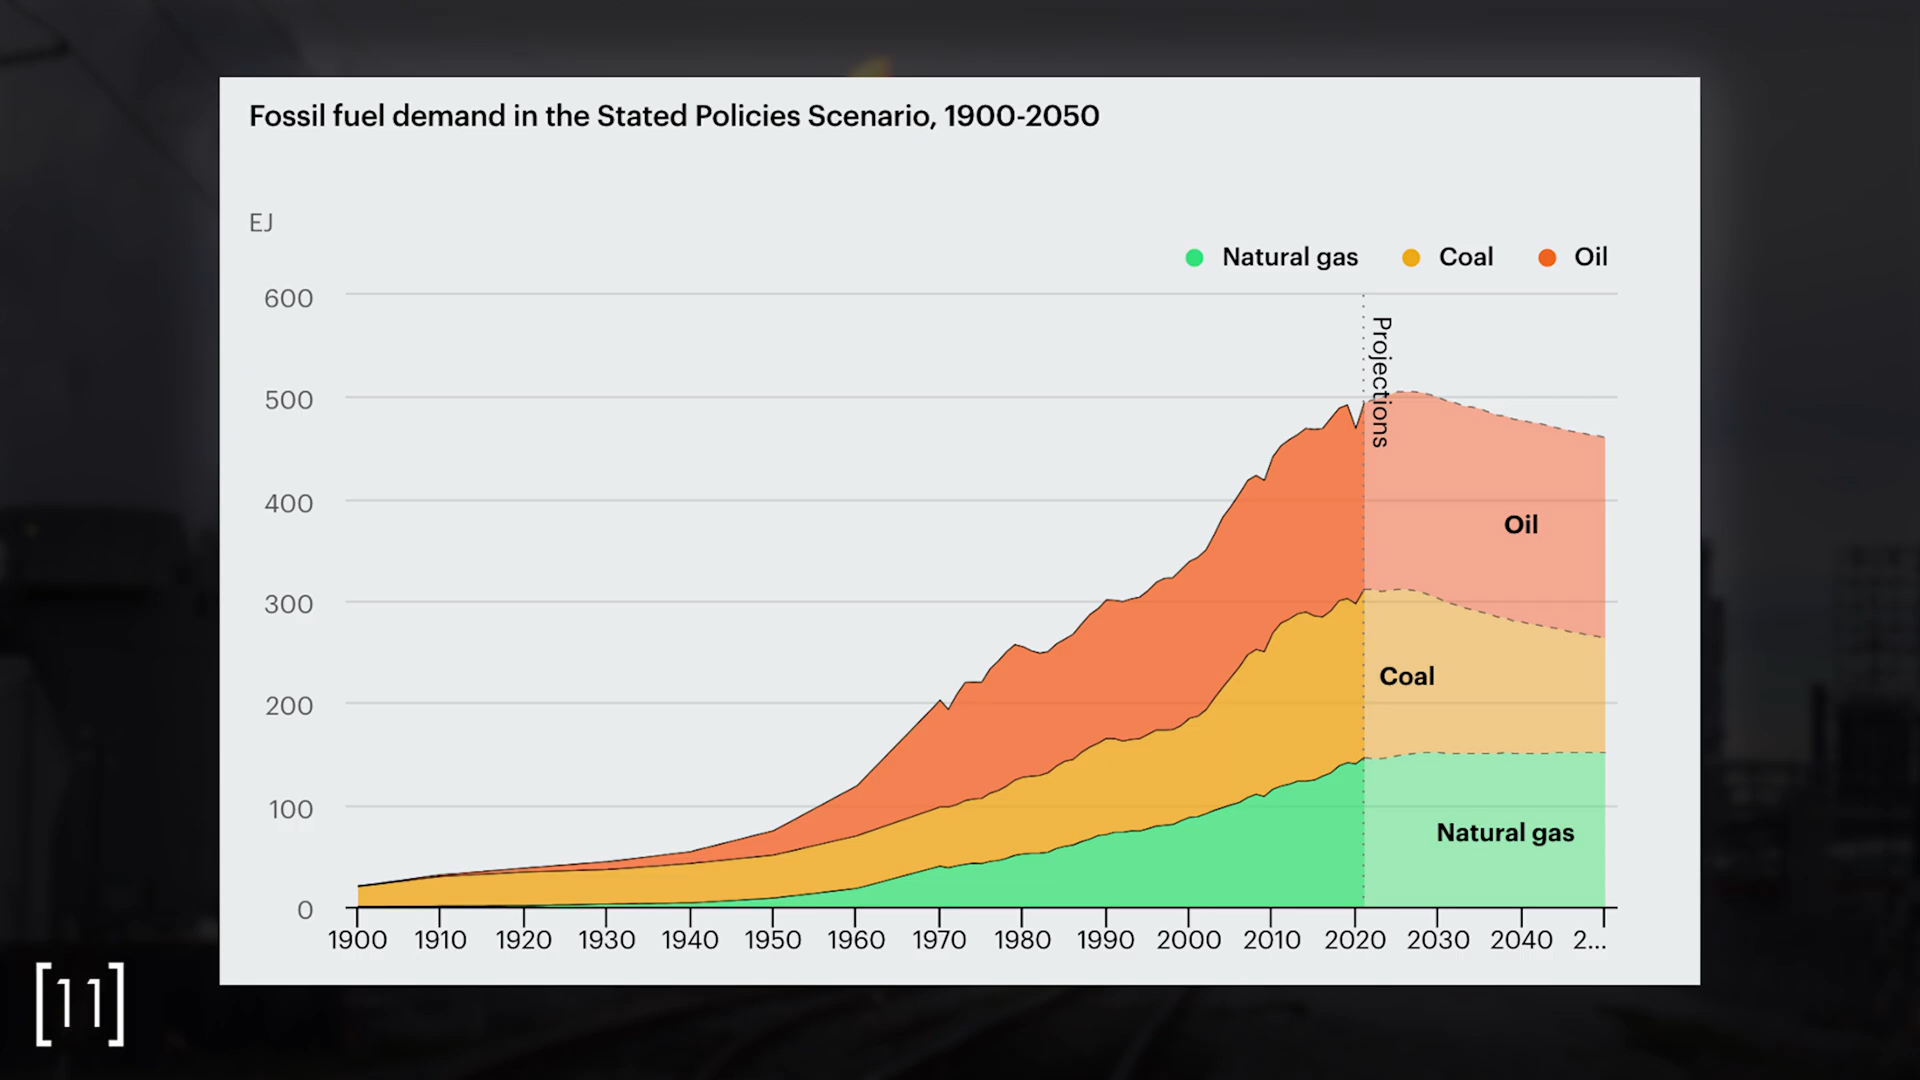 Fossil fuel demand in the Stated Policies Scenario, 1900-2050
EJ
Natural gas Coal Oil
600
Projections
500
400
Oil
300
Coal
200
100
Natural gas
0
1900 1910 1920 1930 1940 1950 1960 1970 1980 1990 2000 2010 2020 2030 2040 2...
[11]